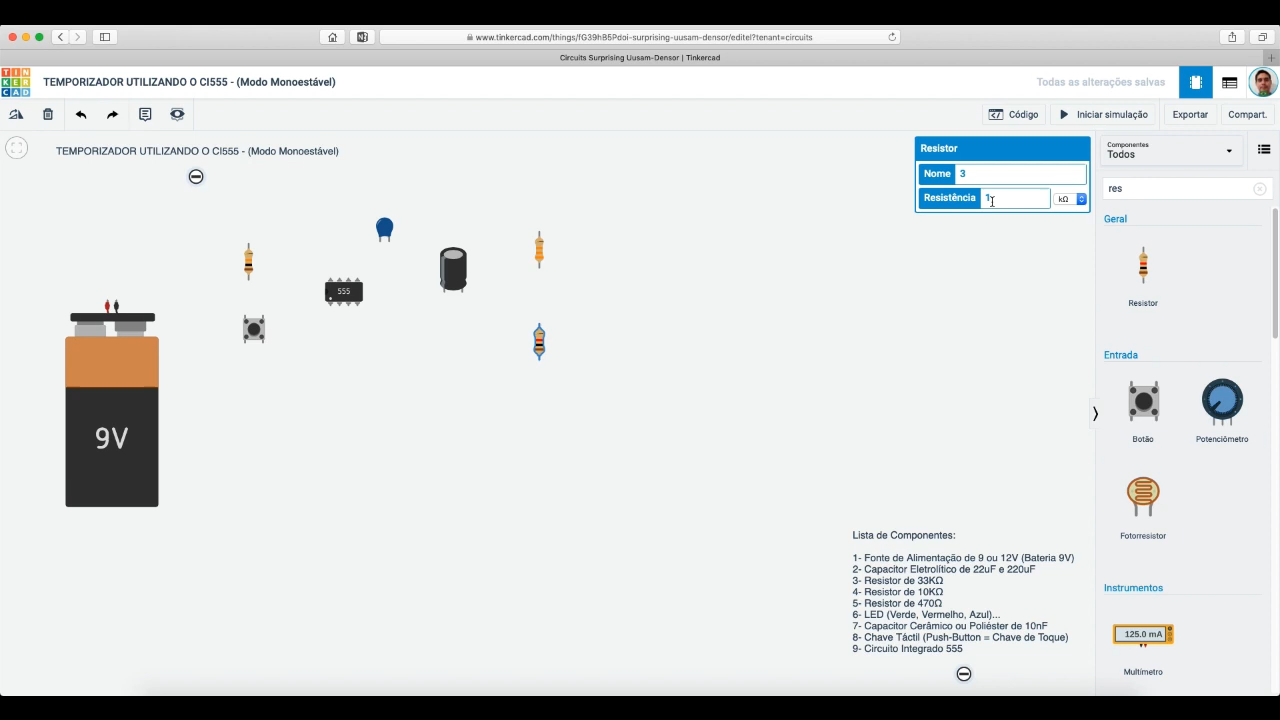 www.tinkercad.com/things/fG39hB5Pdoi-surprising-uusam-densor/editel?tenant=circuits
Circuits Surprising Uusam-Densor | Tinkercad
TIN
KER
CAD
TEMPORIZADOR UTILIZANDO O CI555 - (Modo Monoestável)
Todas as alterações salvas
Código
Iniciar simulação
Exportar
Compart.
TEMPORIZADOR UTILIZANDO O CI555 - (Modo Monoestável)
Resistor
Nome 3
Resistência 1 kΩ
Componentes
Todos
res
Geral
Resistor
Entrada
Botão
Potenciômetro
Fotorresistor
Instrumentos
125.0 mA
Multímetro
555
9V
Lista de Componentes:
1- Fonte de Alimentação de 9 ou 12V (Bateria 9V)
2- Capacitor Eletrolítico de 22uF e 220uF
3- Resistor de 33KΩ
4- Resistor de 10KΩ
5- Resistor de 470Ω
6- LED (Verde, Vermelho, Azul)...
7- Capacitor Cerâmico ou Poliéster de 10nF
8- Chave Táctil (Push-Button = Chave de Toque)
9- Circuito Integrado 555